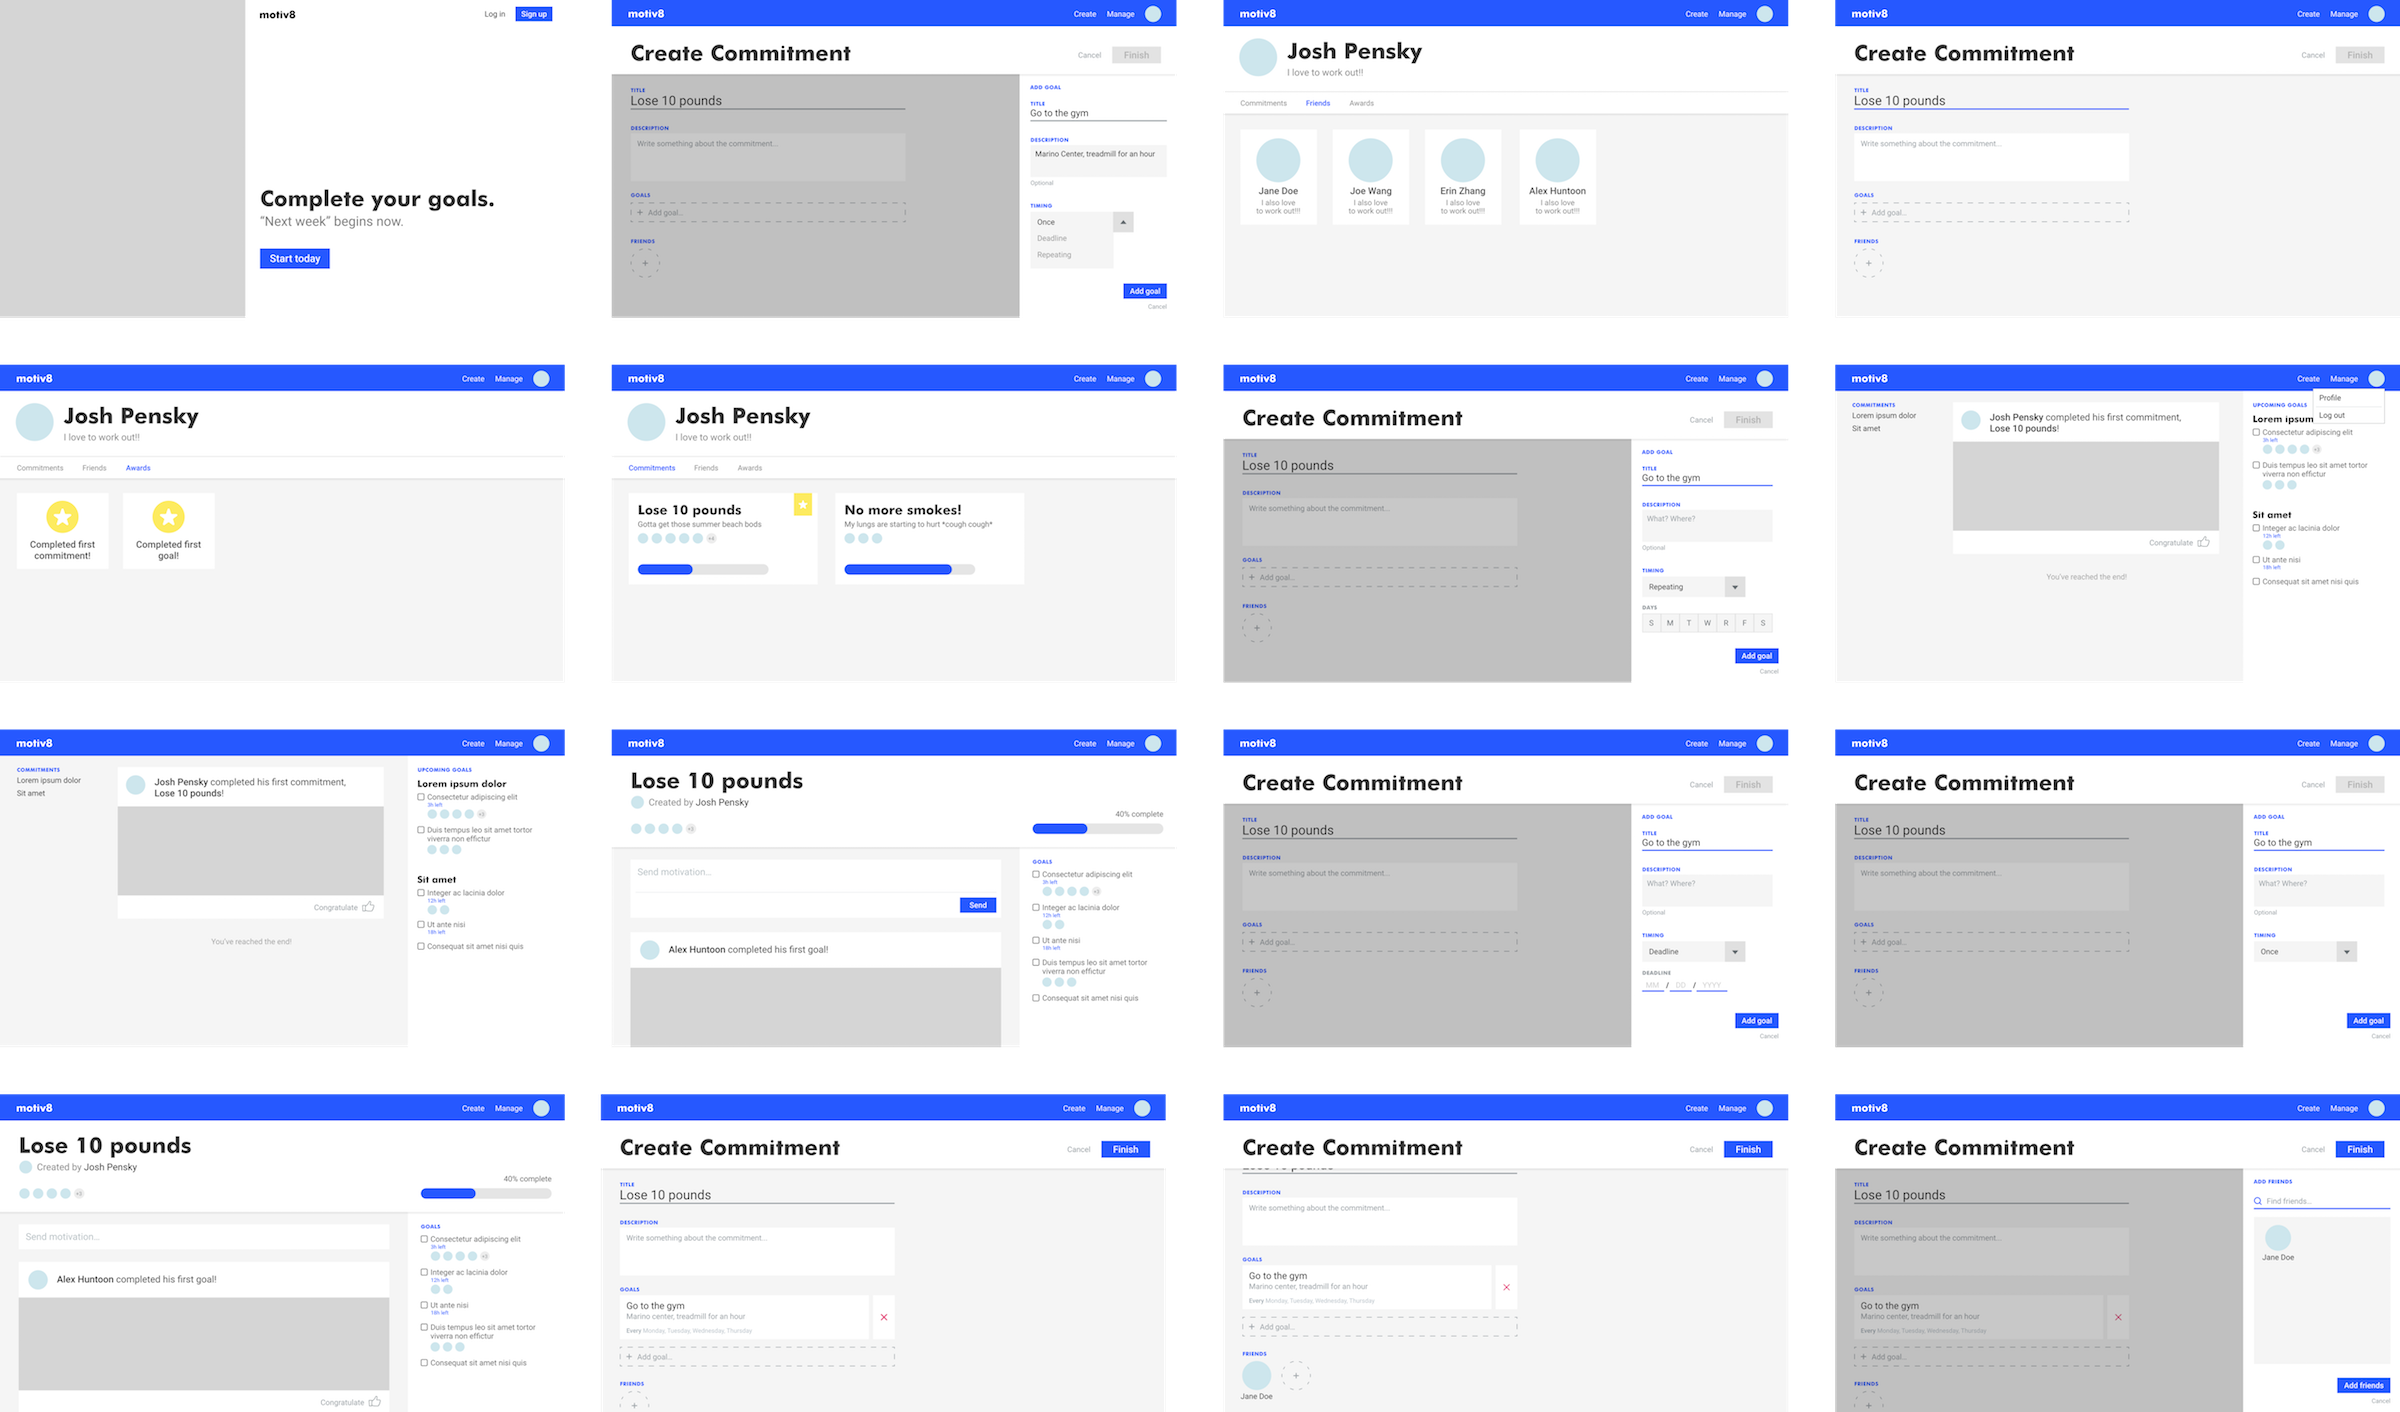 motiv8
Log in
Sign up
Complete your goals.
“Next week” begins now.
Start today
motiv8
Create
Manage
Create Commitment
Cancel
Finish
TITLE
Lose 10 pounds
DESCRIPTION
Write something about the commitment...
GOALS
+ Add goal...
FRIENDS
+
ADD GOAL
TITLE
Go to the gym
DESCRIPTION
Marino Center, treadmill for an hour
Optional
TIMING
Once
Deadline
Repeating
Add goal
Cancel
motiv8
Create
Manage
Josh Pensky
I love to work out!!
Commitments
Friends
Awards
Jane Doe
I also love
to work out!!!
Joe Wang
I also love
to work out!!!
Erin Zhang
I also love
to work out!!!
Alex Huntoon
I also love
to work out!!!
motiv8
Create
Manage
Create Commitment
Cancel
Finish
TITLE
Lose 10 pounds
DESCRIPTION
Write something about the commitment...
GOALS
+ Add goal...
FRIENDS
+
motiv8
Create
Manage
Josh Pensky
I love to work out!!
Commitments
Friends
Awards
Completed first
commitment!
Completed first
goal!
motiv8
Create
Manage
Josh Pensky
I love to work out!!
Commitments
Friends
Awards
Lose 10 pounds
Gotta get those summer beach bods
+3
No more smokes!
My lungs are starting to hurt *cough cough*
motiv8
Create
Manage
Create Commitment
Cancel
Finish
TITLE
Lose 10 pounds
DESCRIPTION
Write something about the commitment...
GOALS
+ Add goal...
FRIENDS
+
ADD GOAL
TITLE
Go to the gym
DESCRIPTION
What? Where?
Optional
TIMING
Repeating
DAYS
S M T W R F S
Add goal
Cancel
motiv8
Create
Manage
Profile
Log out
COMMITMENTS
Lorem ipsum dolor
Sit amet
Josh Pensky completed his first commitment,
Lose 10 pounds!
Congratulate
You've reached the end!
UPCOMING GOALS
Lorem ipsum
Consectetur adipiscing elit
3h left
+3
Duis tempus leo sit amet tortor
viverra non effictur
Sit amet
Integer ac lacinia dolor
12h left
Ut ante nisi
18h left
Consequat sit amet nisi quis
motiv8
Create
Manage
COMMITMENTS
Lorem ipsum dolor
Sit amet
Josh Pensky completed his first commitment,
Lose 10 pounds!
Congratulate
You've reached the end!
UPCOMING GOALS
Lorem ipsum dolor
Consectetur adipiscing elit
3h left
+3
Duis tempus leo sit amet tortor
viverra non effictur
Sit amet
Integer ac lacinia dolor
12h left
Ut ante nisi
18h left
Consequat sit amet nisi quis
motiv8
Create
Manage
Lose 10 pounds
Created by Josh Pensky
+3
40% complete
Send motivation...
Send
Alex Huntoon completed his first goal!
GOALS
Consectetur adipiscing elit
3h left
+3
Integer ac lacinia dolor
12h left
Ut ante nisi
18h left
Duis tempus leo sit amet tortor
viverra non effictur
Consequat sit amet nisi quis
motiv8
Create
Manage
Create Commitment
Cancel
Finish
TITLE
Lose 10 pounds
DESCRIPTION
Write something about the commitment...
GOALS
+ Add goal...
FRIENDS
+
ADD GOAL
TITLE
Go to the gym
DESCRIPTION
What? Where?
Optional
TIMING
Deadline
DEADLINE
MM / DD / YYYY
Add goal
Cancel
motiv8
Create
Manage
Create Commitment
Cancel
Finish
TITLE
Lose 10 pounds
DESCRIPTION
Write something about the commitment...
GOALS
+ Add goal...
FRIENDS
+
ADD GOAL
TITLE
Go to the gym
DESCRIPTION
What? Where?
Optional
TIMING
Once
Add goal
Cancel
motiv8
Create
Manage
Lose 10 pounds
Created by Josh Pensky
+3
40% complete
Send motivation...
Alex Huntoon completed his first goal!
Congratulate
GOALS
Consectetur adipiscing elit
3h left
+3
Integer ac lacinia dolor
12h left
Ut ante nisi
18h left
Duis tempus leo sit amet tortor
viverra non effictur
Consequat sit amet nisi quis
motiv8
Create
Manage
Create Commitment
Cancel
Finish
TITLE
Lose 10 pounds
DESCRIPTION
Write something about the commitment...
GOALS
Go to the gym
Marino center, treadmill for an hour
Every Monday, Tuesday, Wednesday, Thursday
+ Add goal...
FRIENDS
+
motiv8
Create
Manage
Create Commitment
Cancel
Finish
Lose 10 pounds
DESCRIPTION
Write something about the commitment...
GOALS
Go to the gym
Marino center, treadmill for an hour
Every Monday, Tuesday, Wednesday, Thursday
+ Add goal...
FRIENDS
+
Jane Doe
motiv8
Create
Manage
Create Commitment
Cancel
Finish
TITLE
Lose 10 pounds
DESCRIPTION
Write something about the commitment...
GOALS
Go to the gym
Marino center, treadmill for an hour
Every Monday, Tuesday, Wednesday, Thursday
+ Add goal...
FRIENDS
+
ADD FRIENDS
Find friends...
Jane Doe
Add friends
Cancel